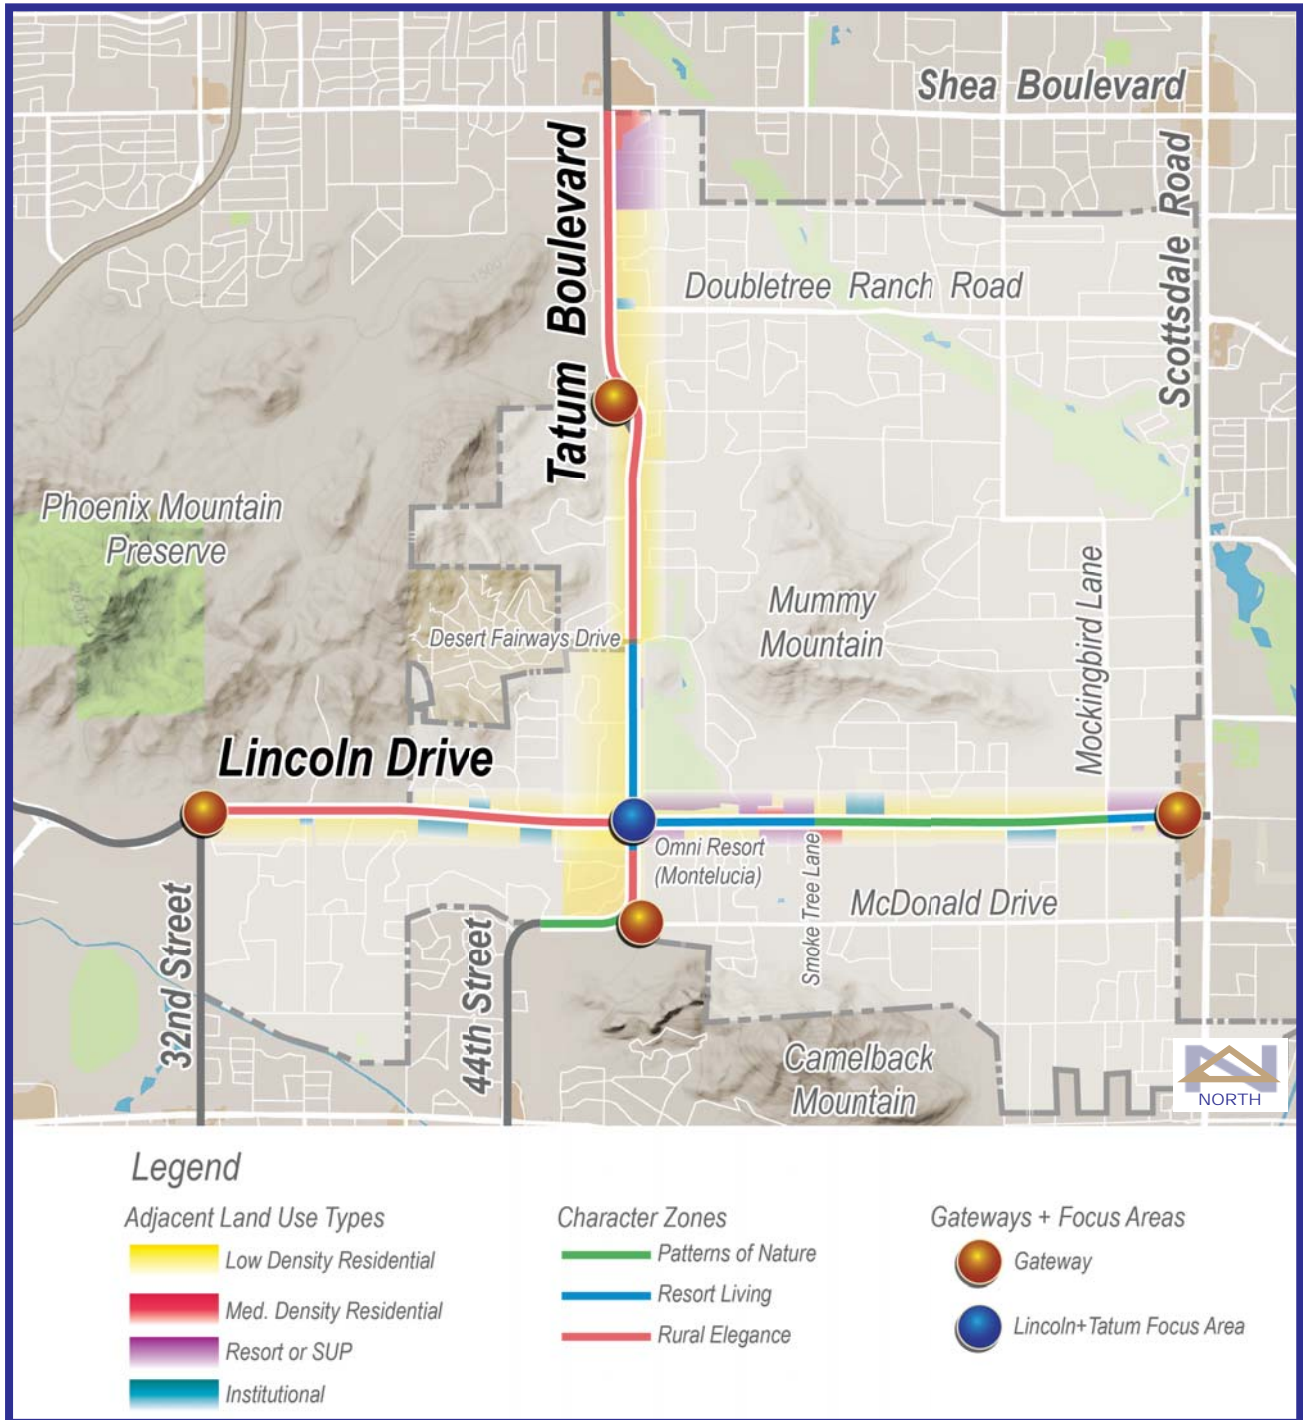 Shea Boulevard
Tatum Boulevard
Scottsdale Road
Doubletree Ranch Road
1500
2000
Phoenix Mountain
Preserve
Mummy
Mountain
Mockingbird Lane
Desert Fairways Drive
Lincoln Drive
Omni Resort
(Montelucia)
Smoke Tree Lane
McDonald Drive
32nd Street
44th Street
Camelback
Mountain
N
NORTH
Legend
Adjacent Land Use Types
Low Density Residential
Med. Density Residential
Resort or SUP
Institutional
Character Zones
Patterns of Nature
Resort Living
Rural Elegance
Gateways + Focus Areas
Gateway
Lincoln+Tatum Focus Area